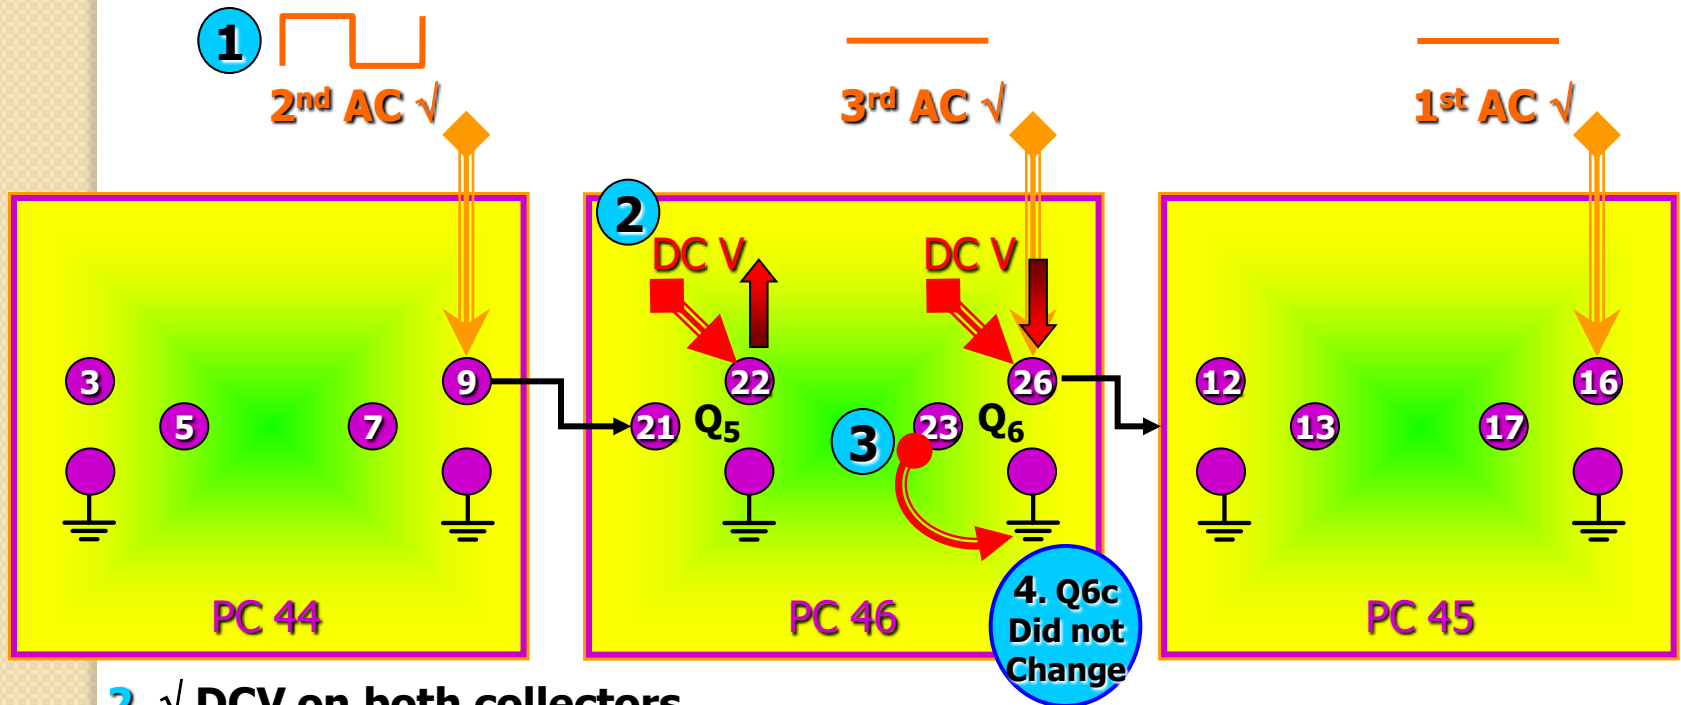 1
2nd AC √
3rd AC √
1st AC √
2
DC V
DC V
3
9
22
26
12
16
5
7
21
Q5
3
23
Q6
13
17
4. Q6c
Did not
Change
PC 44
PC 46
PC 45
2. √ DCV on both collectors